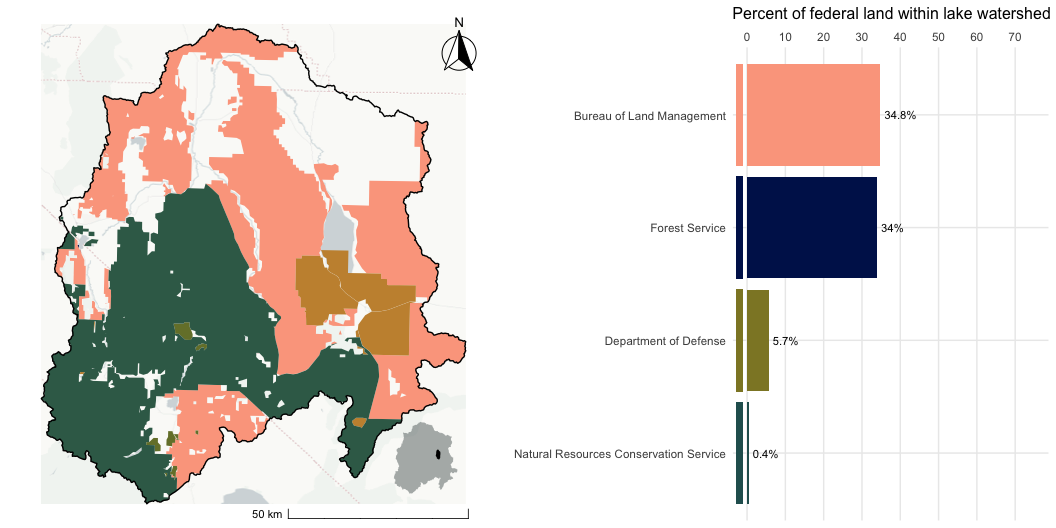 N
50 km
Percent of federal land within lake watershed
0 10 20 30 40 50 60 70
Bureau of Land Management 34.8%
Forest Service 34%
Department of Defense 5.7%
Natural Resources Conservation Service 0.4%